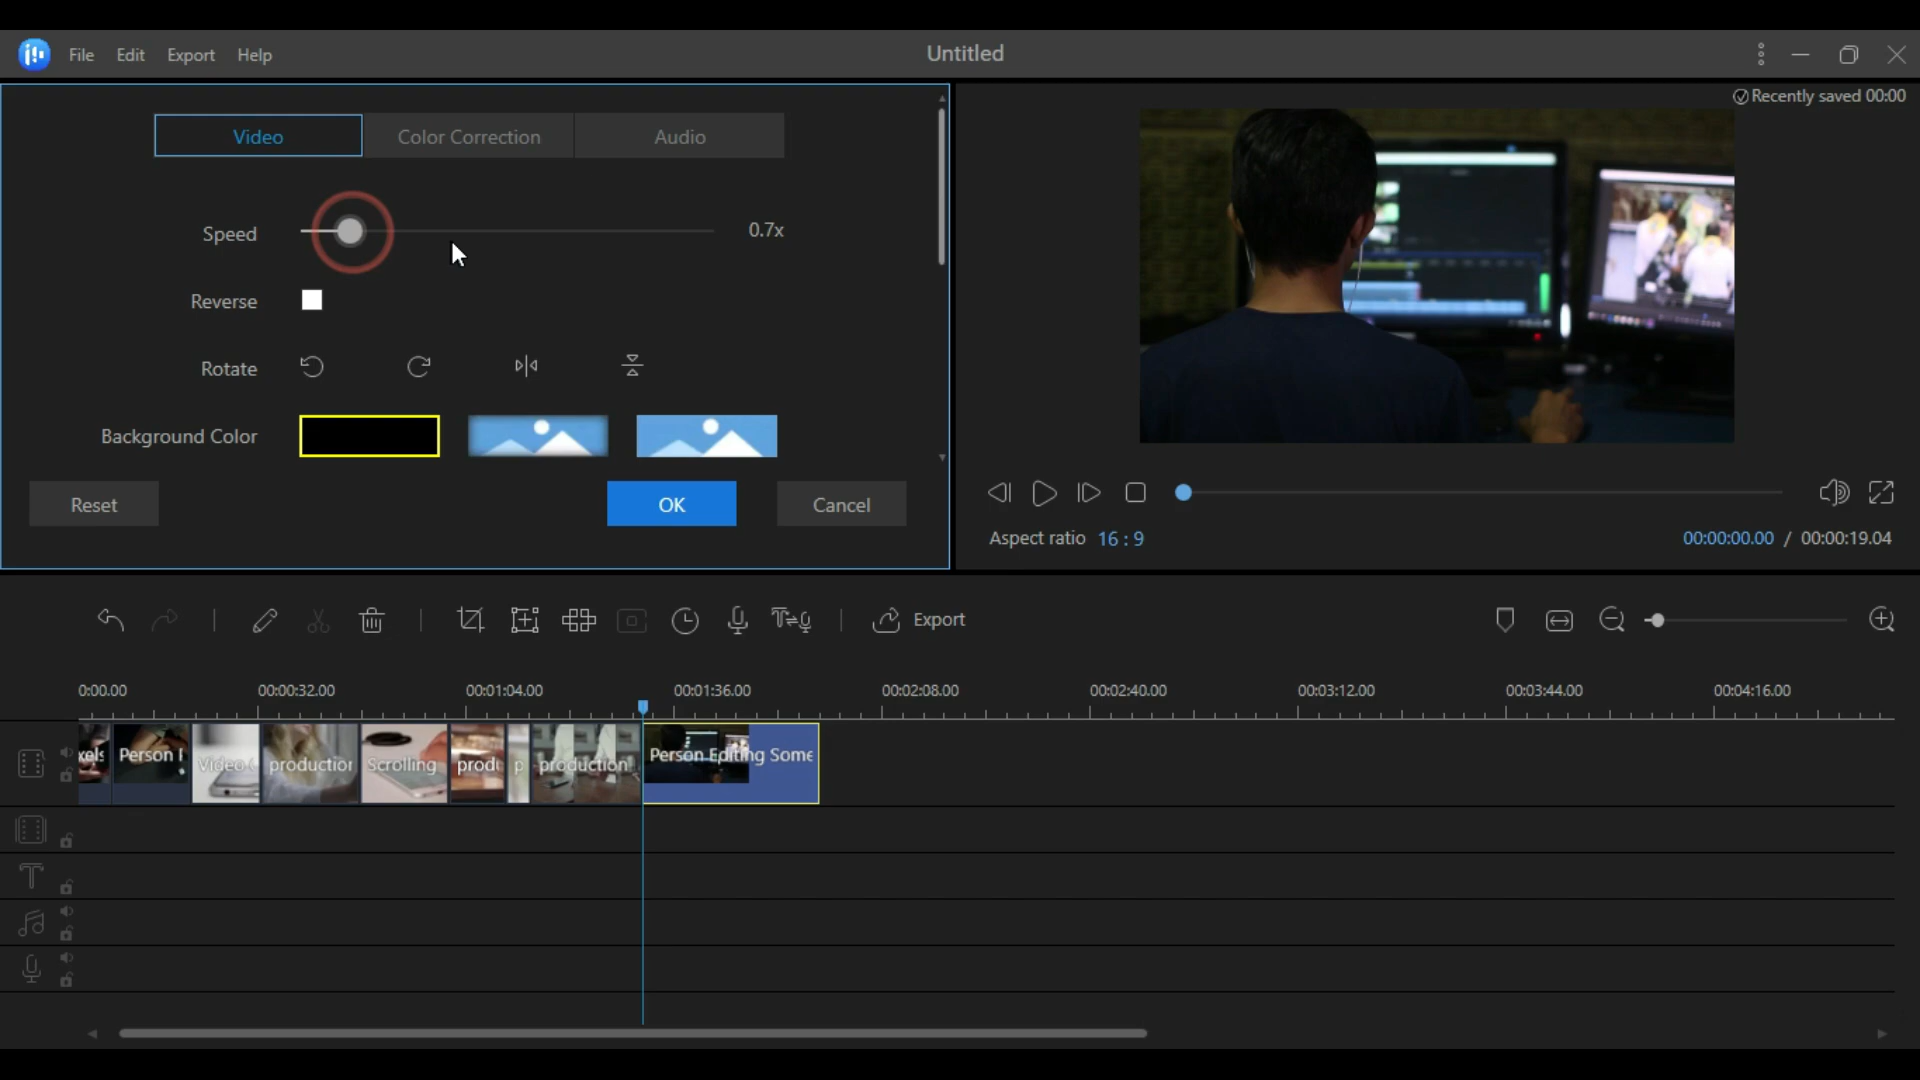 File Edit Export Help
Untitled
Recently saved 00:00
Video Color Correction Audio
Speed 0.7x
Reverse
Rotate
Background Color
Reset OK Cancel
Aspect ratio 16 : 9
00:00:00.00 / 00:00:19.04
Export
0:00.00 00:00:32.00 00:01:04.00 00:01:36.00 00:02:08.00 00:02:40.00 00:03:12.00 00:03:44.00 00:04:16.00
xels Person Video production Scrolling prod p production Person Editing Some